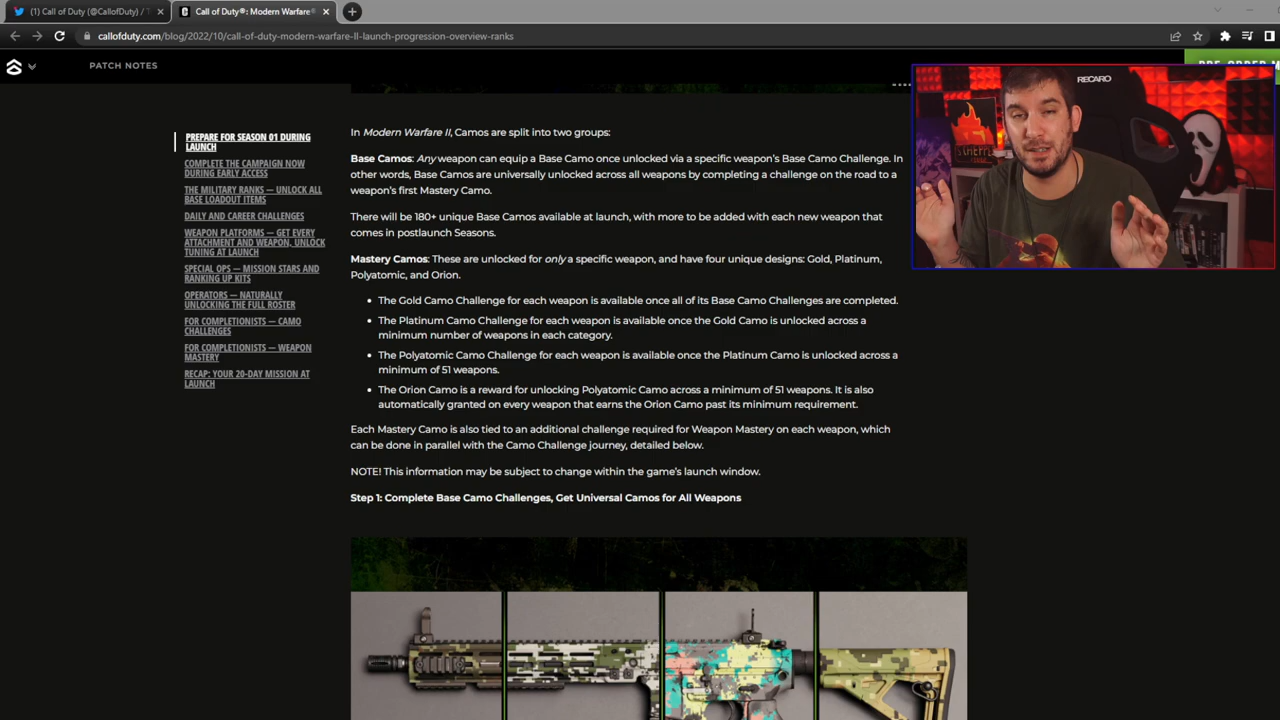 (1) Call of Duty (@CallofDuty) / T
Call of Duty®: Modern Warfare®
callofduty.com/blog/2022/10/call-of-duty-modern-warfare-II-launch-progression-overview-ranks
PATCH NOTES
RECARO
PREPARE FOR SEASON 01 DURING
LAUNCH
COMPLETE THE CAMPAIGN NOW
DURING EARLY ACCESS
THE MILITARY RANKS — UNLOCK ALL
BASE LOADOUT ITEMS
DAILY AND CAREER CHALLENGES
WEAPON PLATFORMS — GET EVERY
ATTACHMENT AND WEAPON, UNLOCK
TUNING AT LAUNCH
SPECIAL OPS — MISSION STARS AND
RANKING UP KITS
OPERATORS — NATURALLY
UNLOCKING THE FULL ROSTER
FOR COMPLETIONISTS — CAMO
CHALLENGES
FOR COMPLETIONISTS — WEAPON
MASTERY
RECAP: YOUR 20-DAY MISSION AT
LAUNCH
In Modern Warfare II, Camos are split into two groups:
Base Camos: Any weapon can equip a Base Camo once unlocked via a specific weapon's Base Camo Challenge. In
other words, Base Camos are universally unlocked across all weapons by completing a challenge on the road to a
weapon's first Mastery Camo.
There will be 180+ unique Base Camos available at launch, with more to be added with each new weapon that
comes in postlaunch Seasons.
Mastery Camos: These are unlocked for only a specific weapon, and have four unique designs: Gold, Platinum,
Polyatomic, and Orion.
• The Gold Camo Challenge for each weapon is available once all of its Base Camo Challenges are completed.
• The Platinum Camo Challenge for each weapon is available once the Gold Camo is unlocked across a
minimum number of weapons in each category.
• The Polyatomic Camo Challenge for each weapon is available once the Platinum Camo is unlocked across a
minimum of 51 weapons.
• The Orion Camo is a reward for unlocking Polyatomic Camo across a minimum of 51 weapons. It is also
automatically granted on every weapon that earns the Orion Camo past its minimum requirement.
Each Mastery Camo is also tied to an additional challenge required for Weapon Mastery on each weapon, which
can be done in parallel with the Camo Challenge journey, detailed below.
NOTE! This information may be subject to change within the game's launch window.
Step 1: Complete Base Camo Challenges, Get Universal Camos for All Weapons